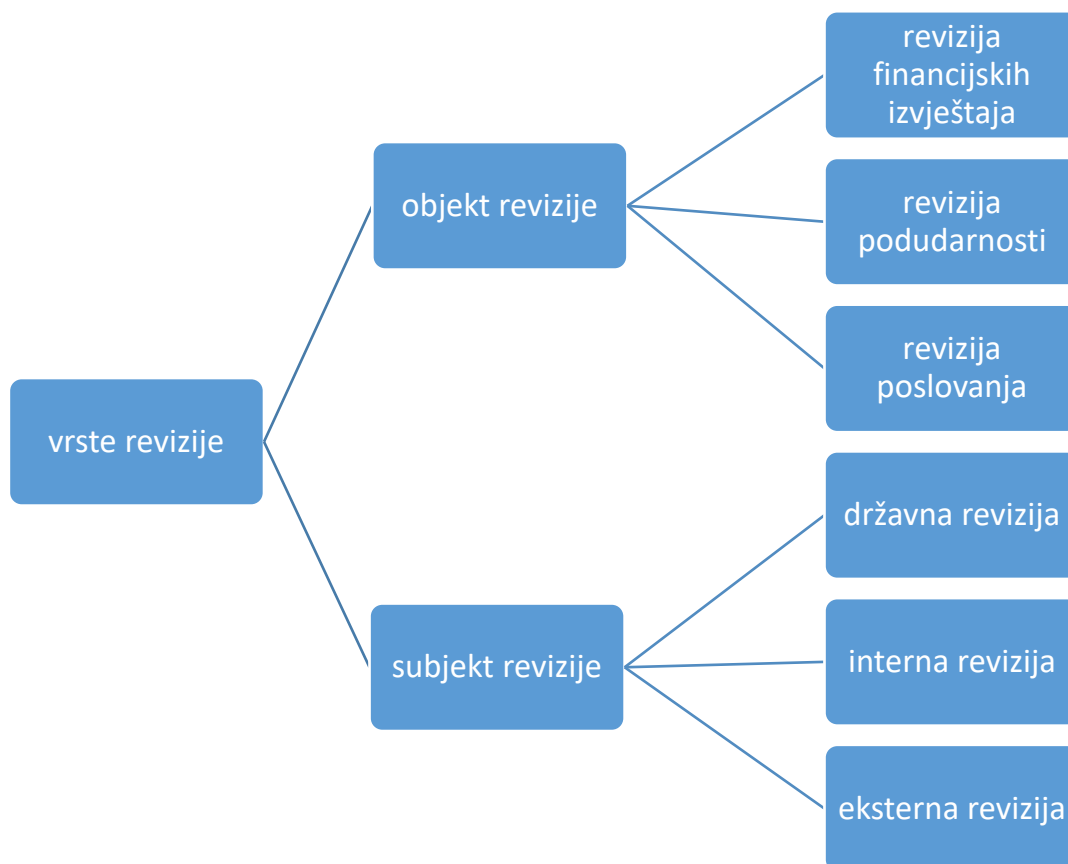 vrste revizije
objekt revizije
revizija
financijskih
izvještaja
revizija
podudarnosti
revizija
poslovanja
subjekt revizije
državna revizija
interna revizija
eksterna revizija